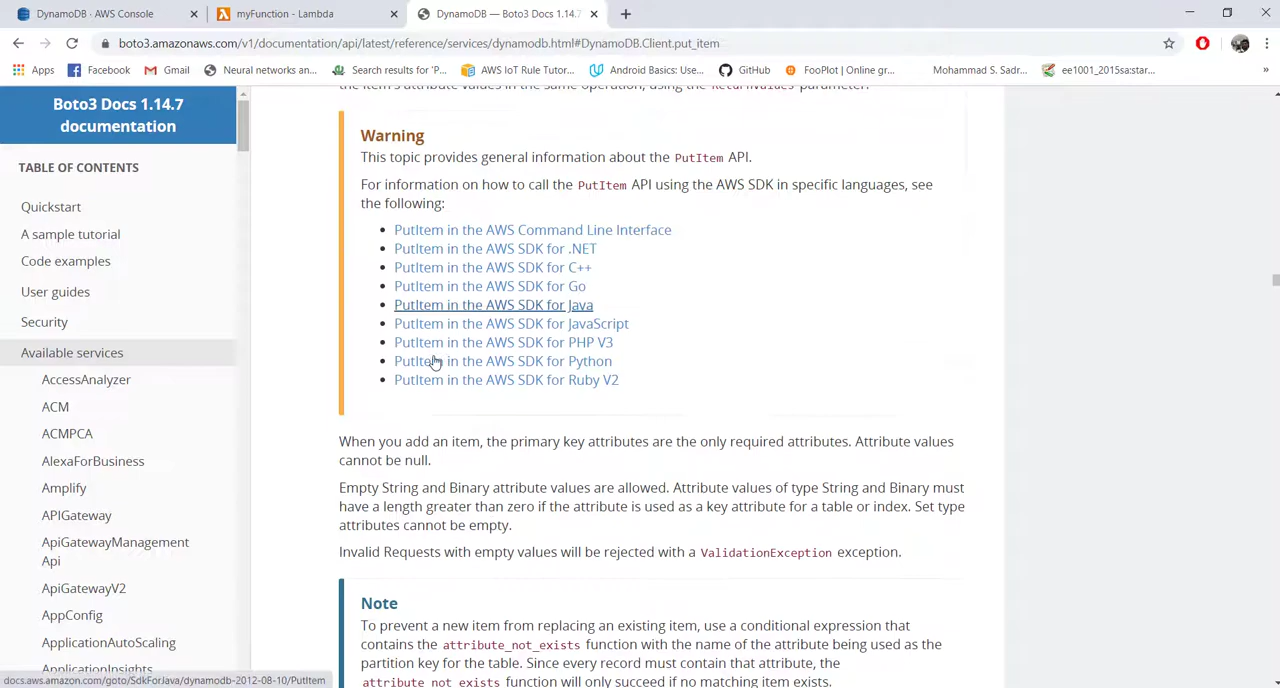 DynamoDB · AWS Console
myFunction - Lambda
DynamoDB — Boto3 Docs 1.14.7
boto3.amazonaws.com/v1/documentation/api/latest/reference/services/dynamodb.html#DynamoDB.Client.put_item
Apps
Facebook
Gmail
Neural networks an...
Search results for 'P...
AWS IoT Rule Tutor...
Android Basics: Use...
GitHub
FooPlot | Online gr...
Mohammad S. Sadr...
ee1001_2015sa:star...
»
Boto3 Docs 1.14.7
documentation
TABLE OF CONTENTS
Quickstart
A sample tutorial
Code examples
User guides
Security
Available services
AccessAnalyzer
ACM
ACMPCA
AlexaForBusiness
Amplify
APIGateway
ApiGatewayManagement
Api
ApiGatewayV2
AppConfig
ApplicationAutoScaling
ApplicationInsights
the item's attribute values in the same operation, using the ReturnValues parameter.
Warning
This topic provides general information about the PutItem API.
For information on how to call the PutItem API using the AWS SDK in specific languages, see
the following:
• PutItem in the AWS Command Line Interface
• PutItem in the AWS SDK for .NET
• PutItem in the AWS SDK for C++
• PutItem in the AWS SDK for Go
• PutItem in the AWS SDK for Java
• PutItem in the AWS SDK for JavaScript
• PutItem in the AWS SDK for PHP V3
• PutItem in the AWS SDK for Python
• PutItem in the AWS SDK for Ruby V2
When you add an item, the primary key attributes are the only required attributes. Attribute values
cannot be null.
Empty String and Binary attribute values are allowed. Attribute values of type String and Binary must
have a length greater than zero if the attribute is used as a key attribute for a table or index. Set type
attributes cannot be empty.
Invalid Requests with empty values will be rejected with a ValidationException exception.
Note
To prevent a new item from replacing an existing item, use a conditional expression that
contains the attribute_not_exists function with the name of the attribute being used as the
partition key for the table. Since every record must contain that attribute, the
attribute_not_exists function will only succeed if no matching item exists.
docs.aws.amazon.com/goto/SdkForJava/dynamodb-2012-08-10/PutItem